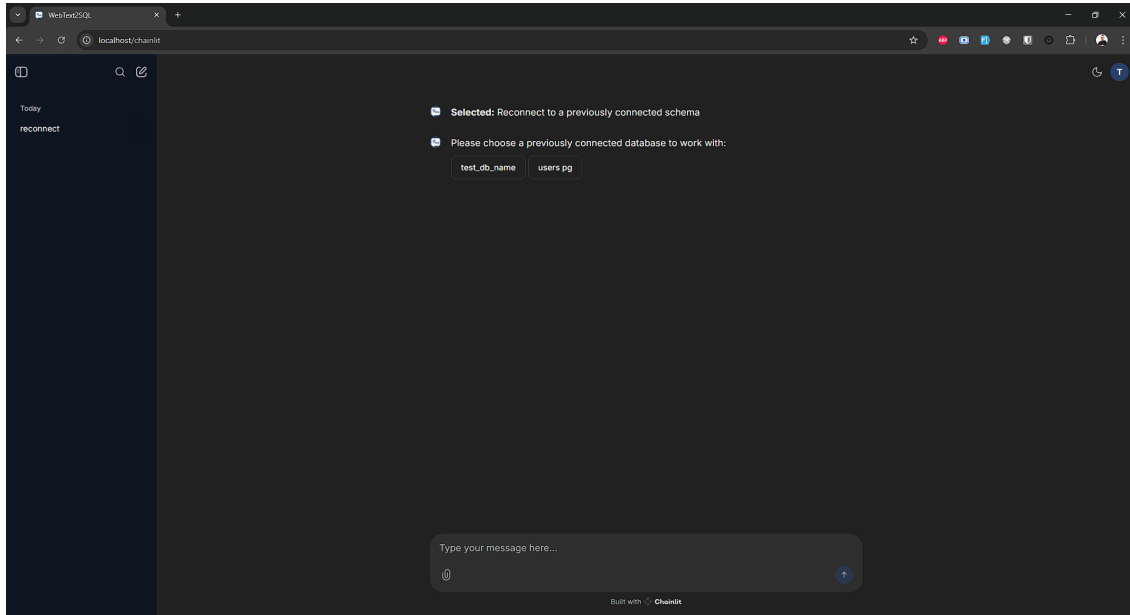 WebText2SQL
localhost/chainlit
T
Today
reconnect
Selected: Reconnect to a previously connected schema
Please choose a previously connected database to work with:
test_db_name
users pg
Type your message here...
Built with Chainlit